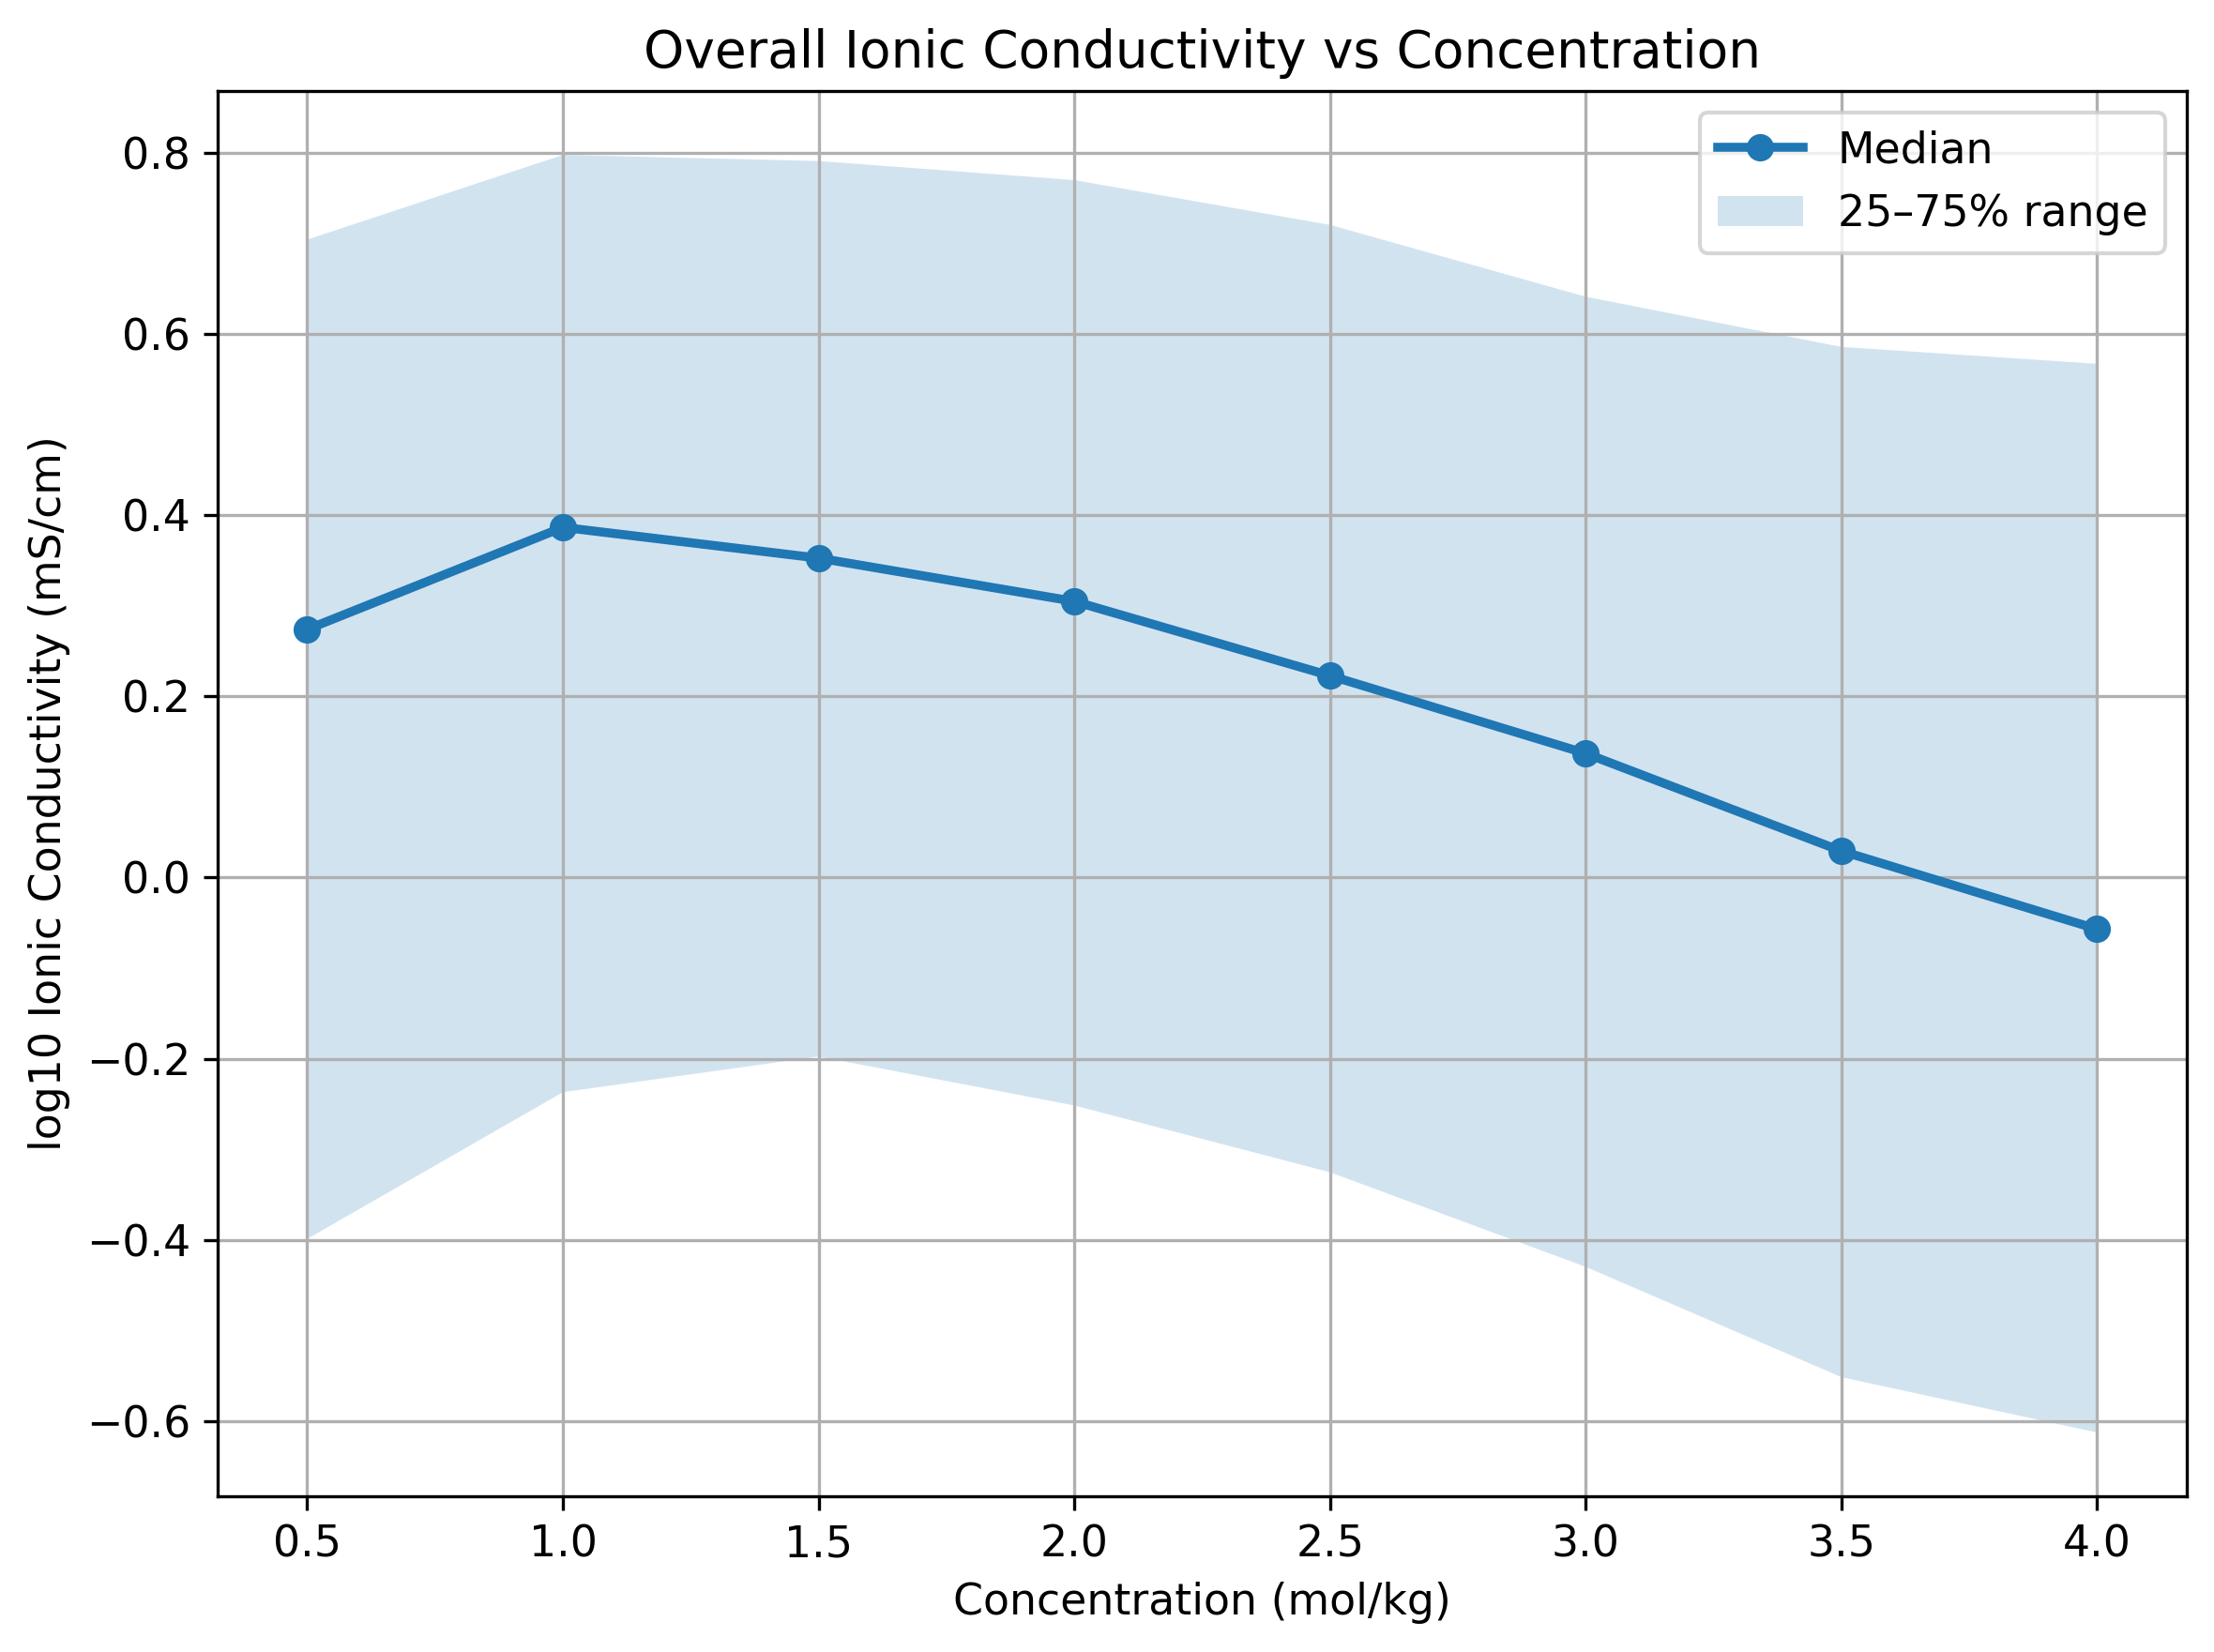 Overall Ionic Conductivity vs Concentration
Median
25–75% range
log10 Ionic Conductivity (mS/cm)
0.8
0.6
0.4
0.2
0.0
−0.2
−0.4
−0.6
0.5 1.0 1.5 2.0 2.5 3.0 3.5 4.0
Concentration (mol/kg)